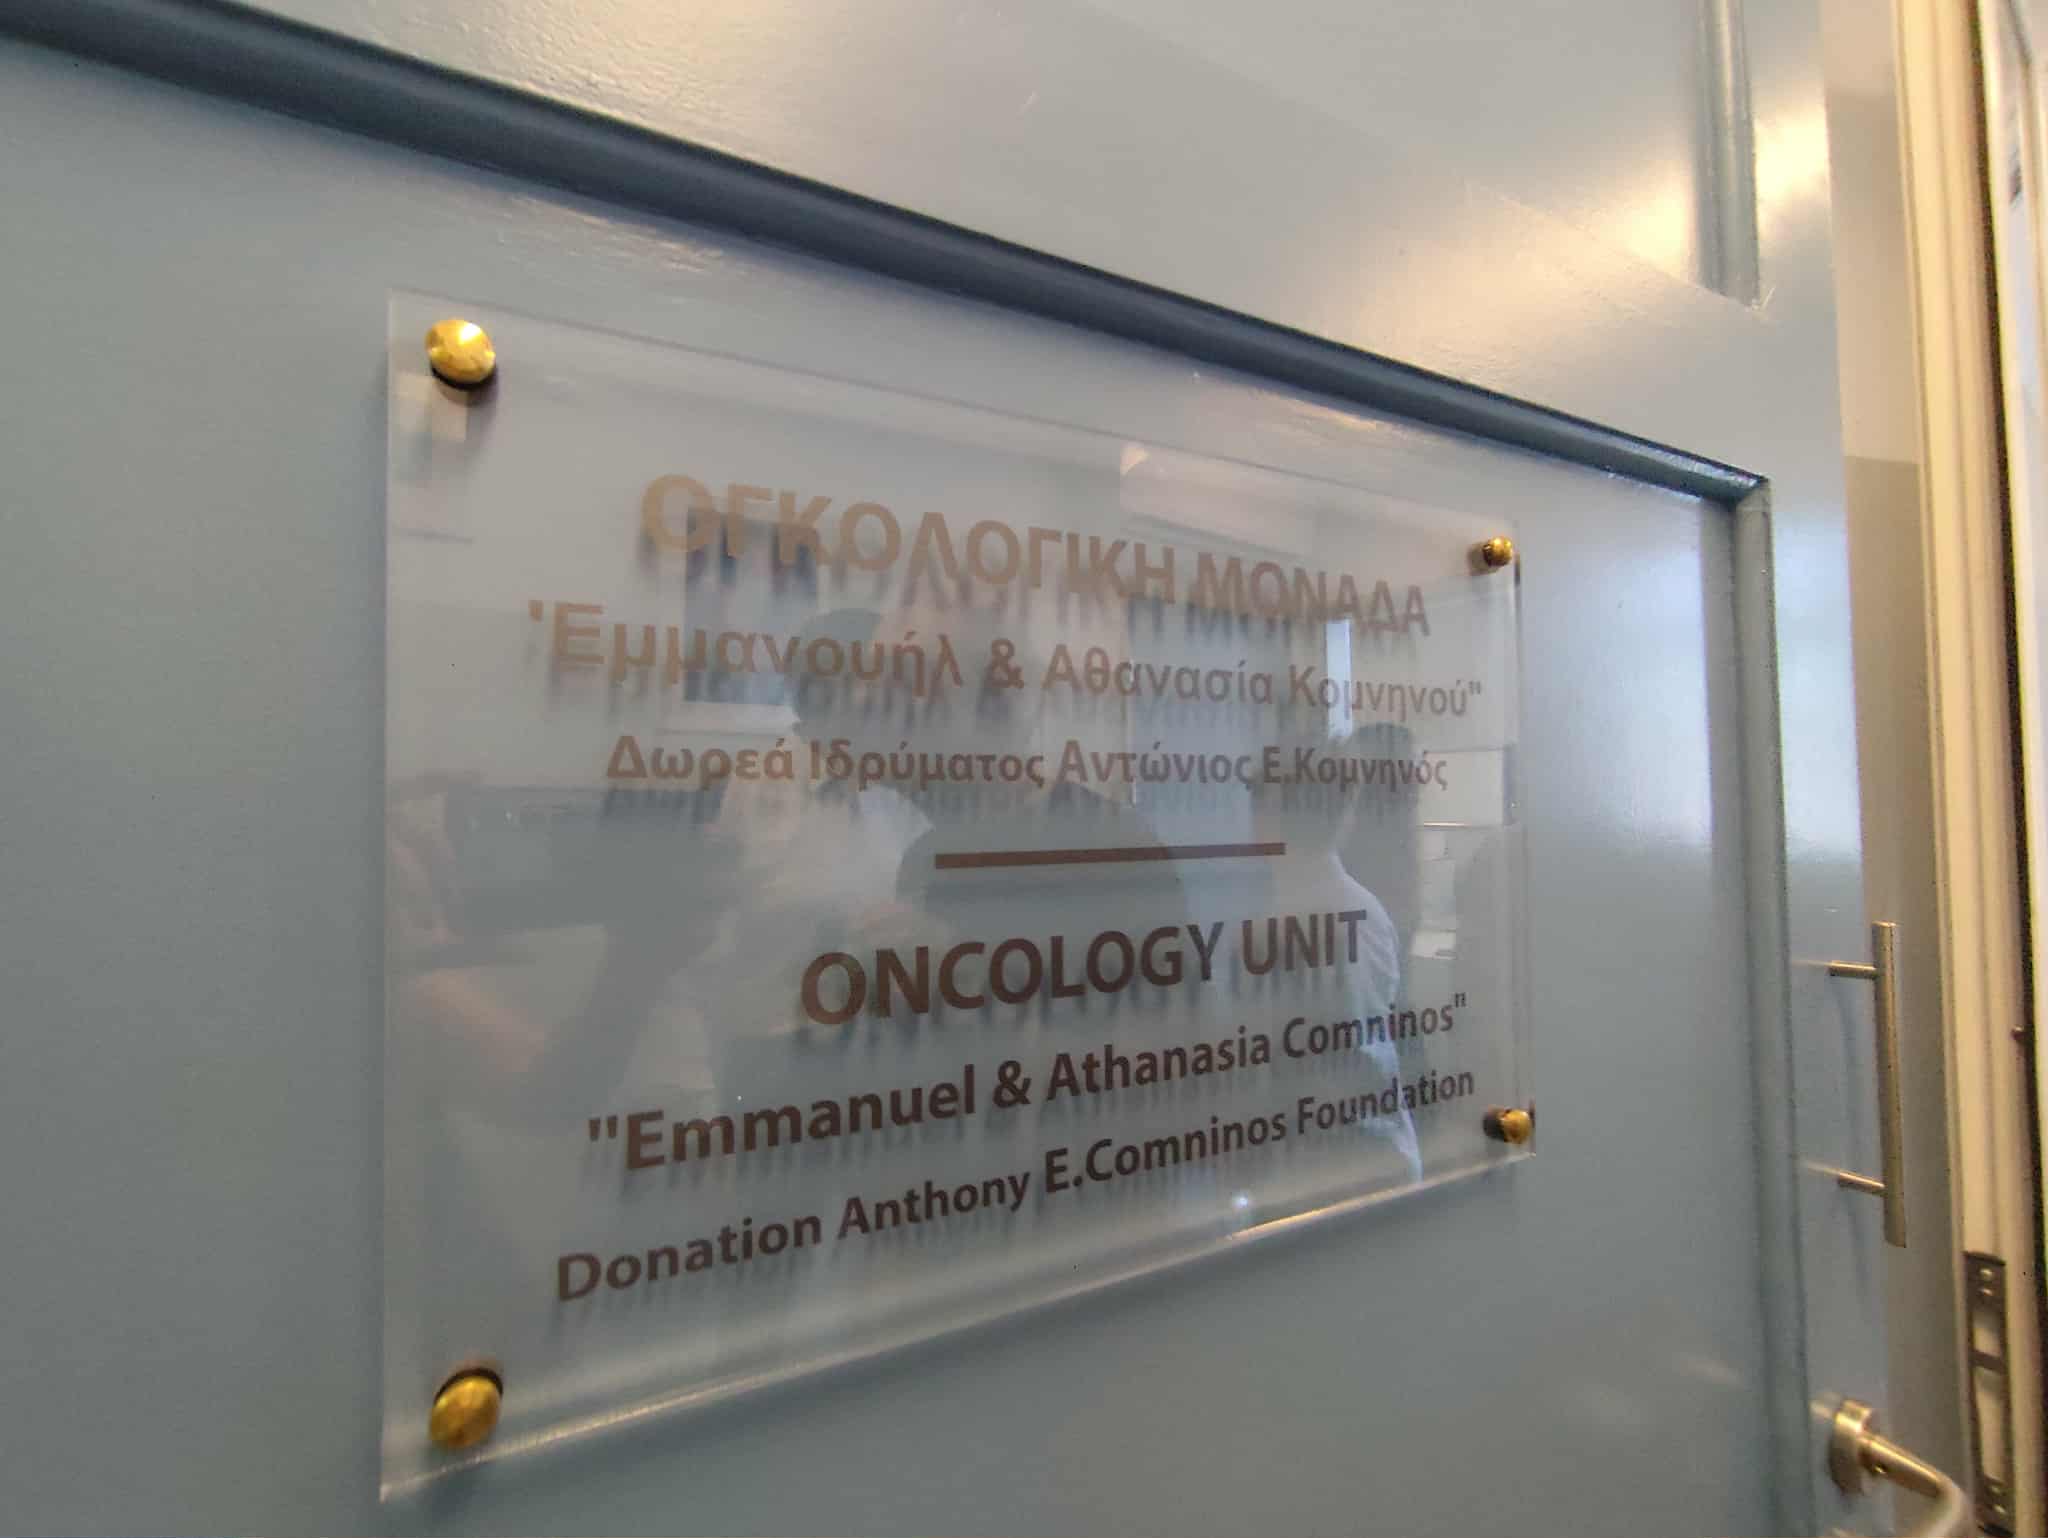 ΟΓΚΟΛΟΓΙΚΗ ΜΟΝΑΔΑ
"Εμμανουήλ & Αθανασία Κομνηνού"
Δωρεά Ιδρύματος Αντώνιος Ε.Κομνηνός
ONCOLOGY UNIT
"Emmanuel & Athanasia Comninos"
Donation Anthony E.Comninos Foundation